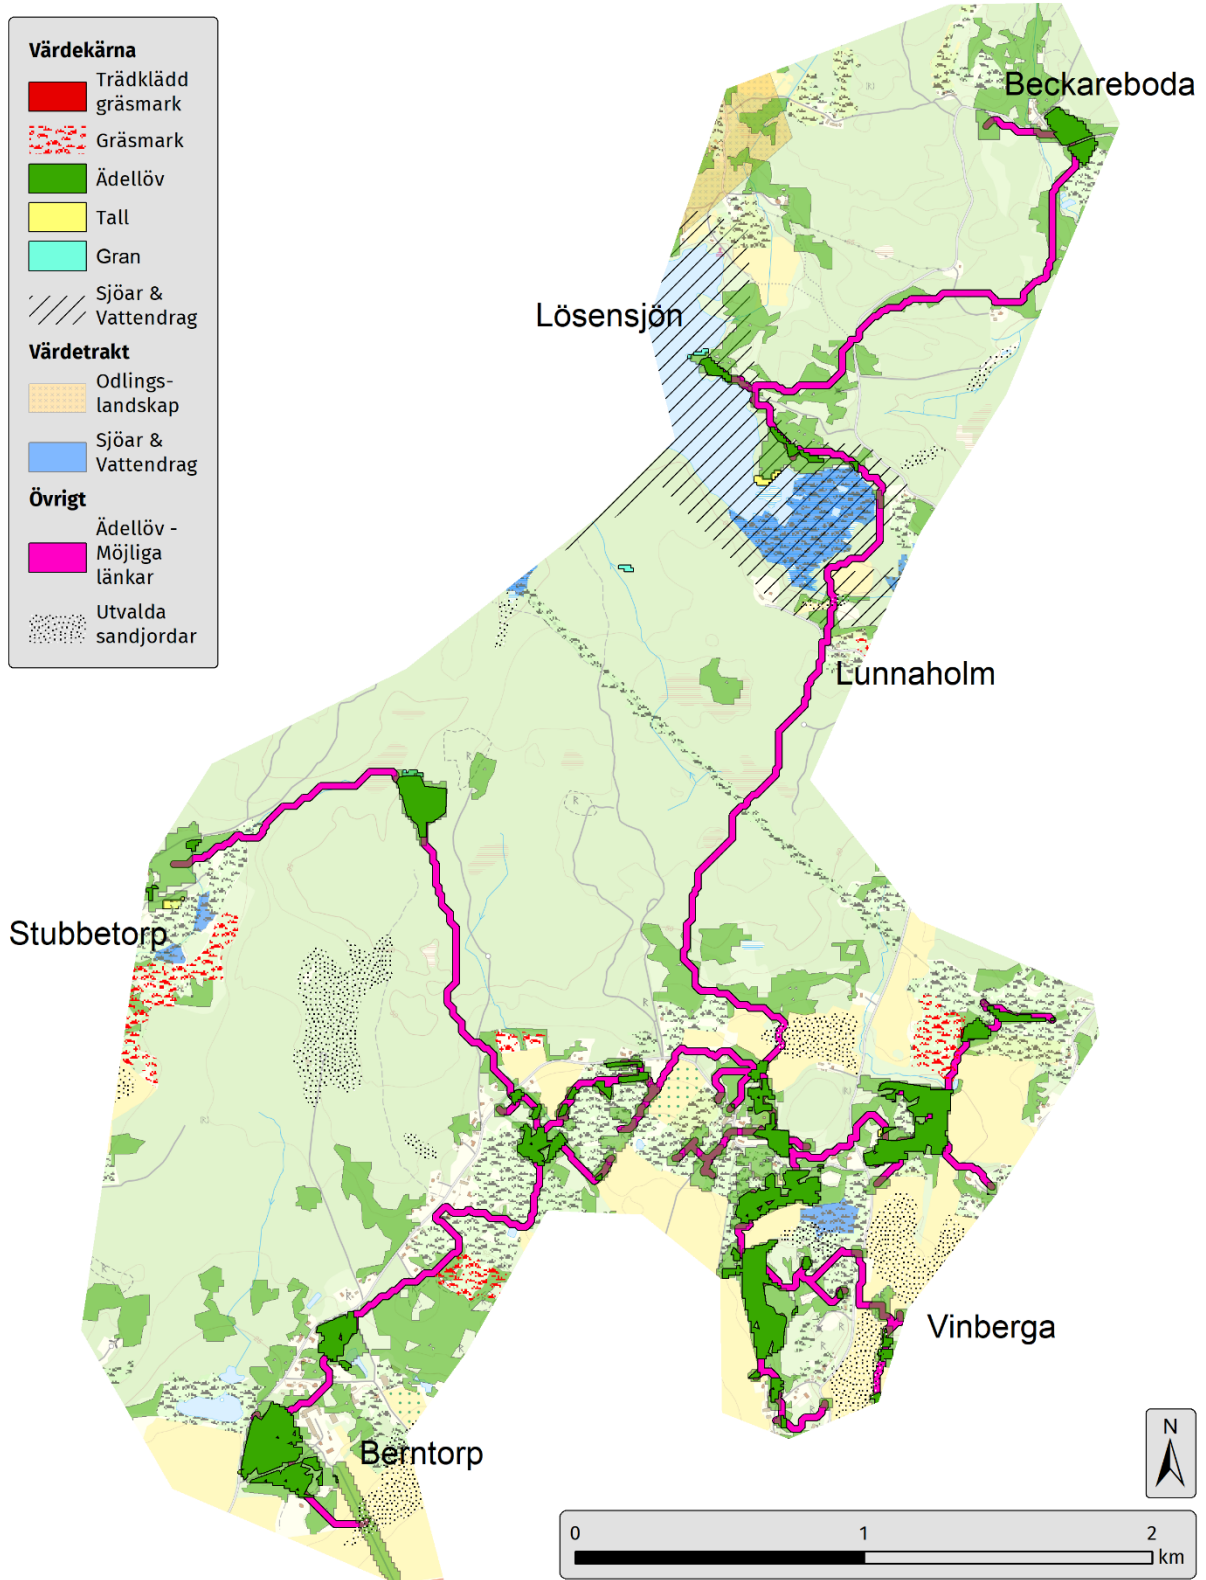 Värdekärna
Trädklädd
gräsmark
Gräsmark
Ädellöv
Tall
Gran
Sjöar &
Vattendrag
Värdetrakt
Odlings-
landskap
Sjöar &
Vattendrag
Övrigt
Ädellöv -
Möjliga
länkar
Utvalda
sandjordar
Beckareboda
Lösensjön
Lunnaholm
Stubbetorp
Vinberga
Berntorp
N
0 1 2
km